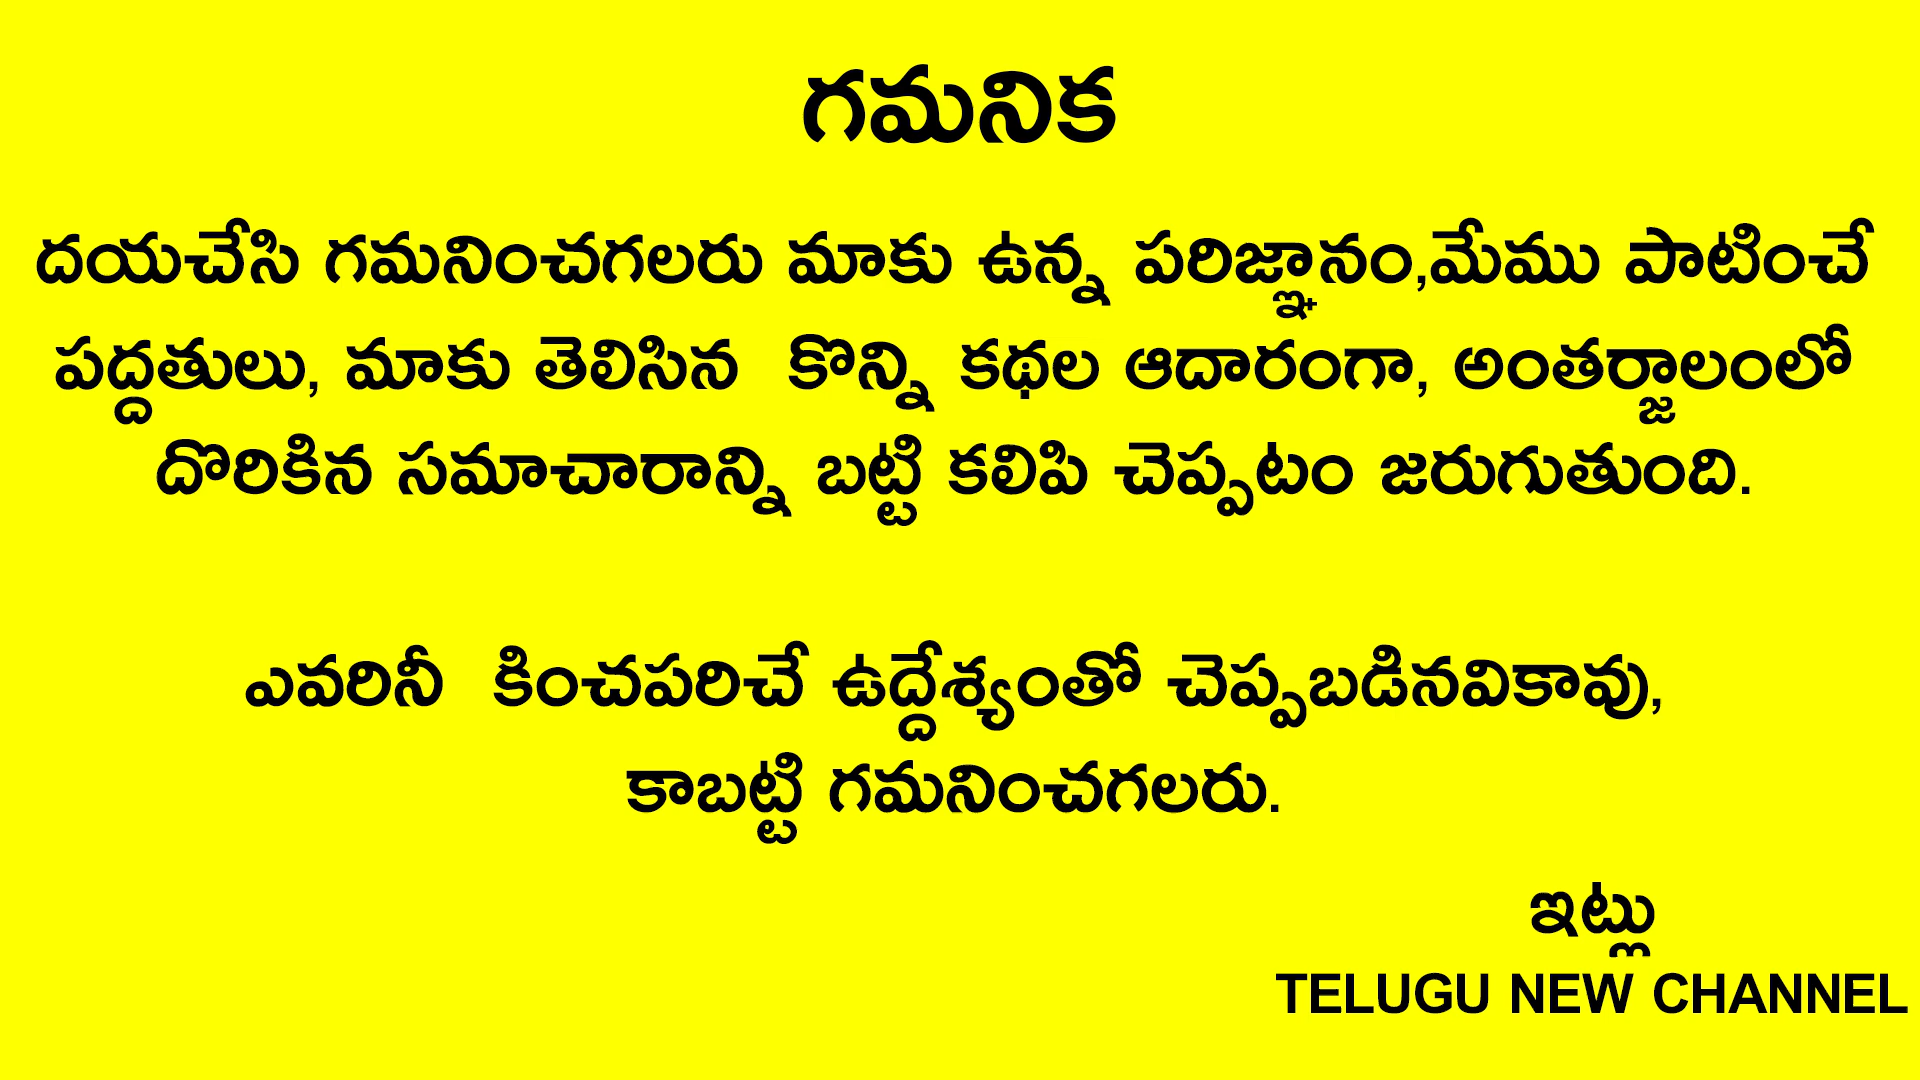 గమనిక
దయచేసి గమనించగలరు మాకు ఉన్న పరిజ్ఞానం,మేము పాటించే
పద్దతులు, మాకు తెలిసిన కొన్ని కథల ఆదారంగా, అంతర్జాలంలో
దొరికిన సమాచారాన్ని బట్టి కలిపి చెప్పటం జరుగుతుంది.
ఎవరినీ కించపరిచే ఉద్దేశ్యంతో చెప్పబడినవికావు,
కాబట్టి గమనించగలరు.
ఇట్లు
TELUGU NEW CHANNEL